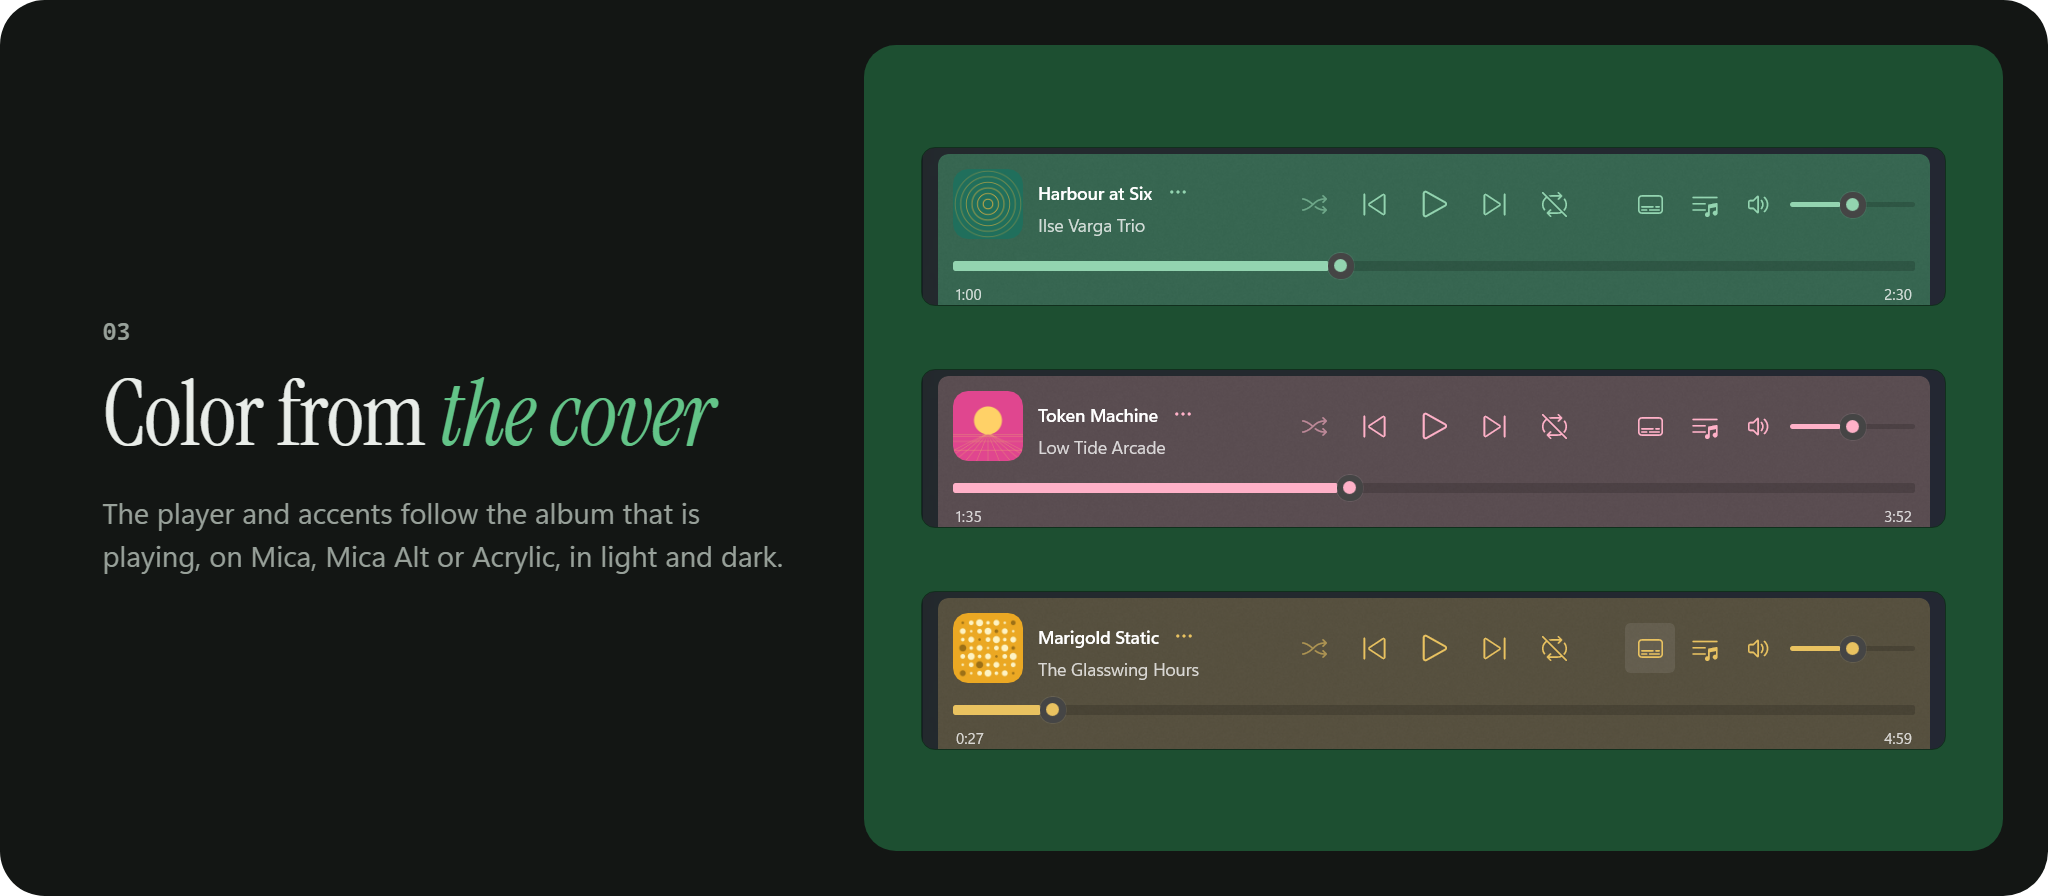 03
Color from the cover
The player and accents follow the album that is
playing, on Mica, Mica Alt or Acrylic, in light and dark.
Harbour at Six
Ilse Varga Trio
1:00
2:30
Token Machine
Low Tide Arcade
1:35
3:52
Marigold Static
The Glasswing Hours
0:27
4:59